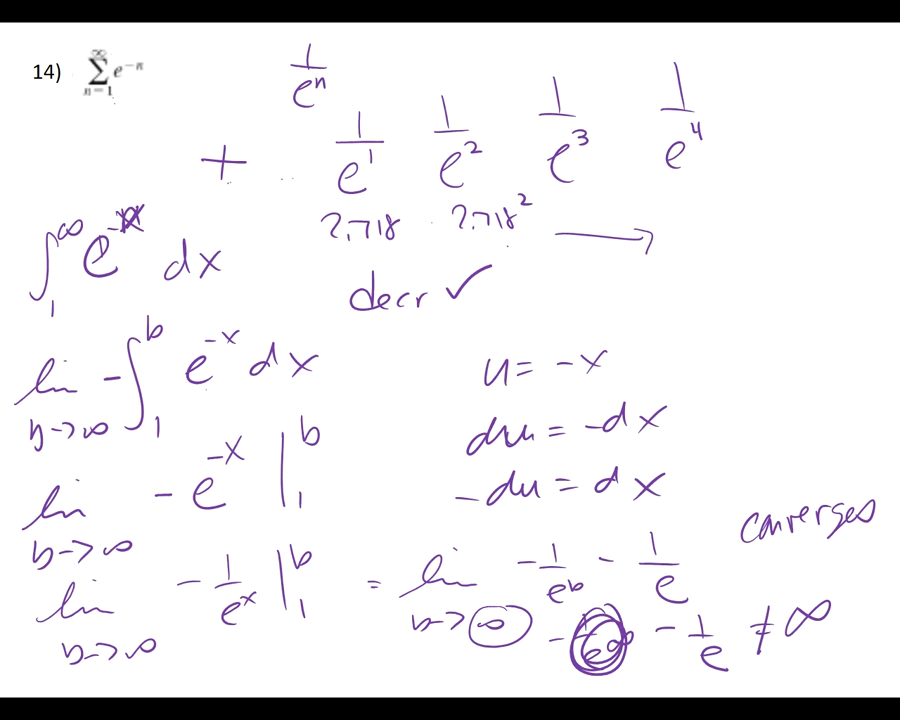 14) ∑_{n=1}^{∞} e^{-n}
1/e^n
+ 1/e^1 1/e^2 1/e^3 1/e^4
2.718 2.718^2 →
∫_1^∞ e^{-x} dx
decr ✓
lim b→∞ -∫_1^b e^{-x} dx
u = -x
du = -dx
lim b→∞ -e^{-x} |_1^b
-du = dx
converges
lim b→∞ -1/e^x |_1^b = lim b→∞ -1/e^b - 1/e
- 1/e^∞ - 1/e ≠ ∞